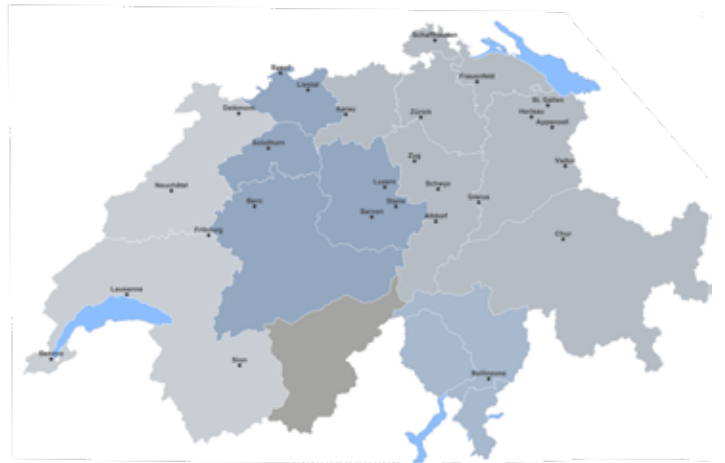 Schaffhausen
Basel
Frauenfeld
Liestal
St. Gallen
Delémont
Aarau
Zürich
Herisau
Appenzell
Solothurn
Zug
Vaduz
Neuchâtel
Luzern
Schwyz
Bern
Stans
Glarus
Sarnen
Altdorf
Fribourg
Chur
Lausanne
Genève
Sion
Bellinzona